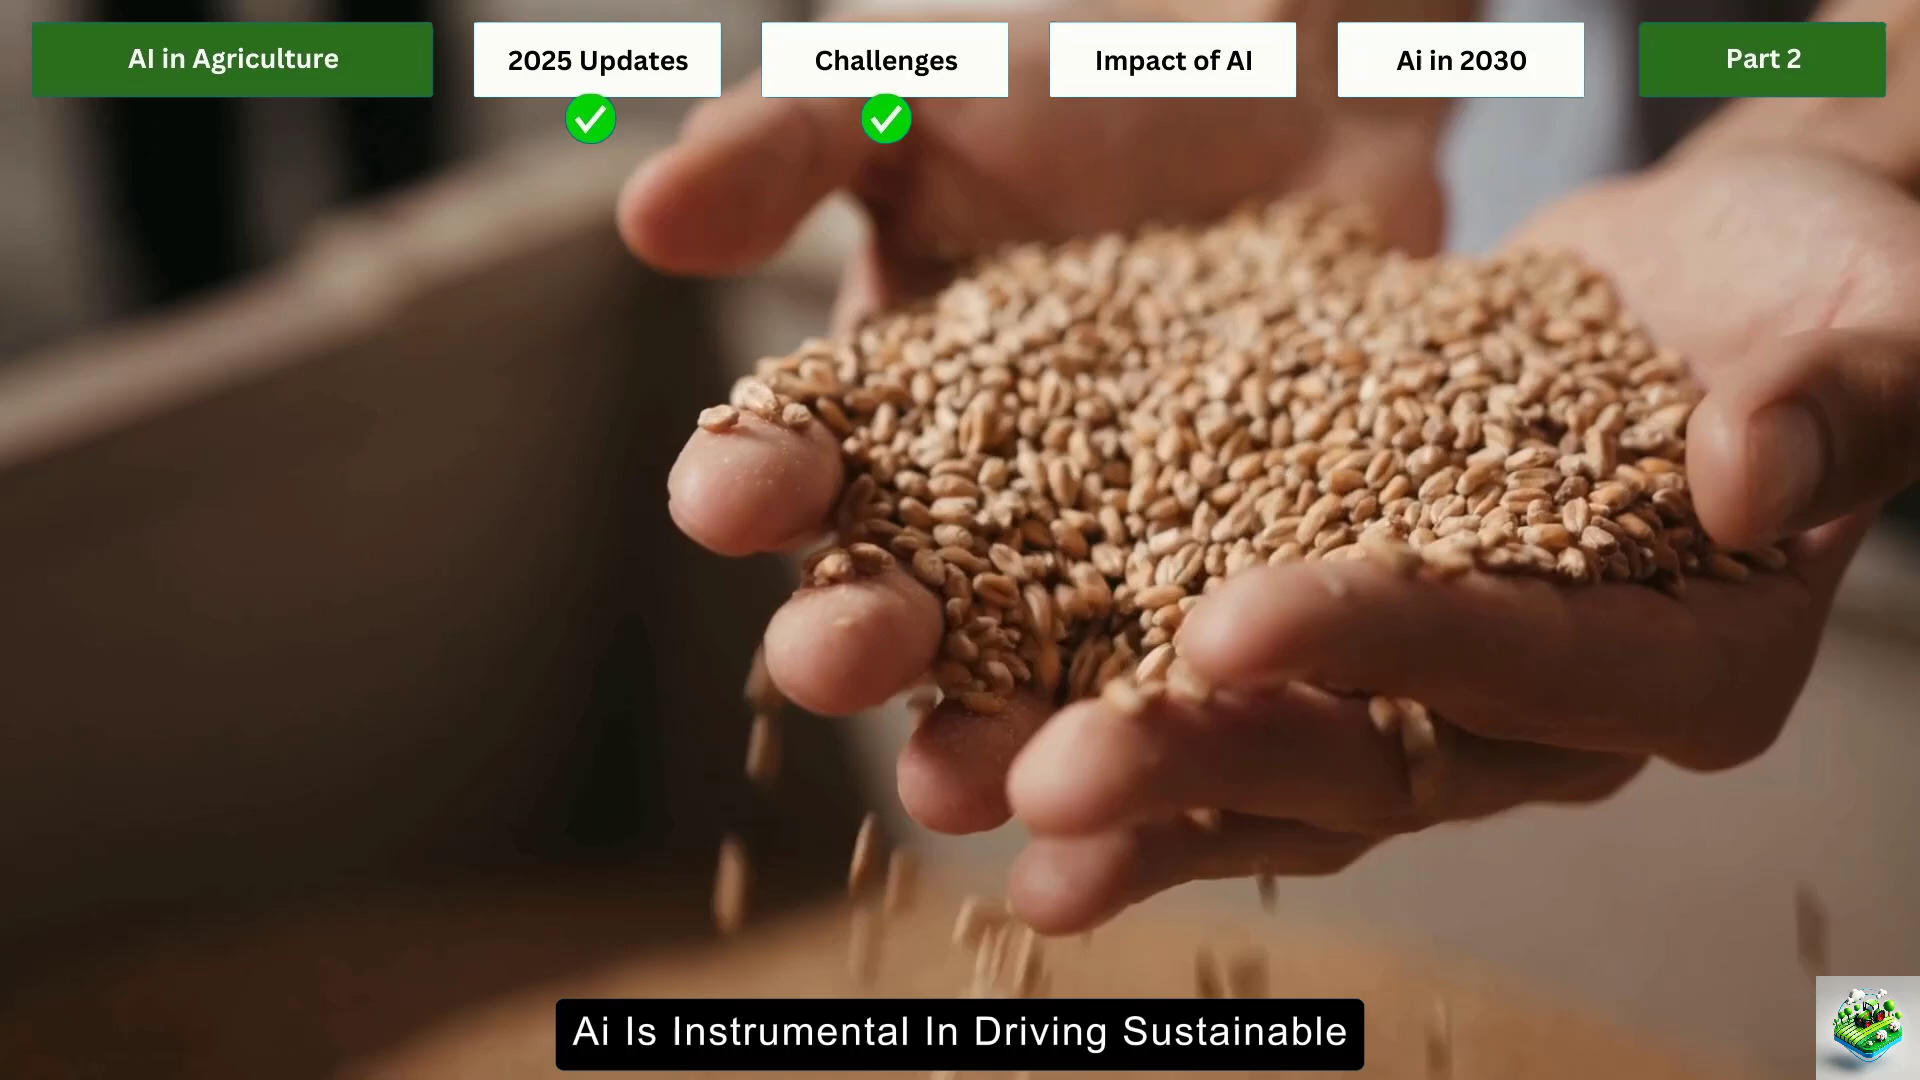 AI in Agriculture
2025 Updates
Challenges
Impact of AI
Ai in 2030
Part 2
Ai Is Instrumental In Driving Sustainable